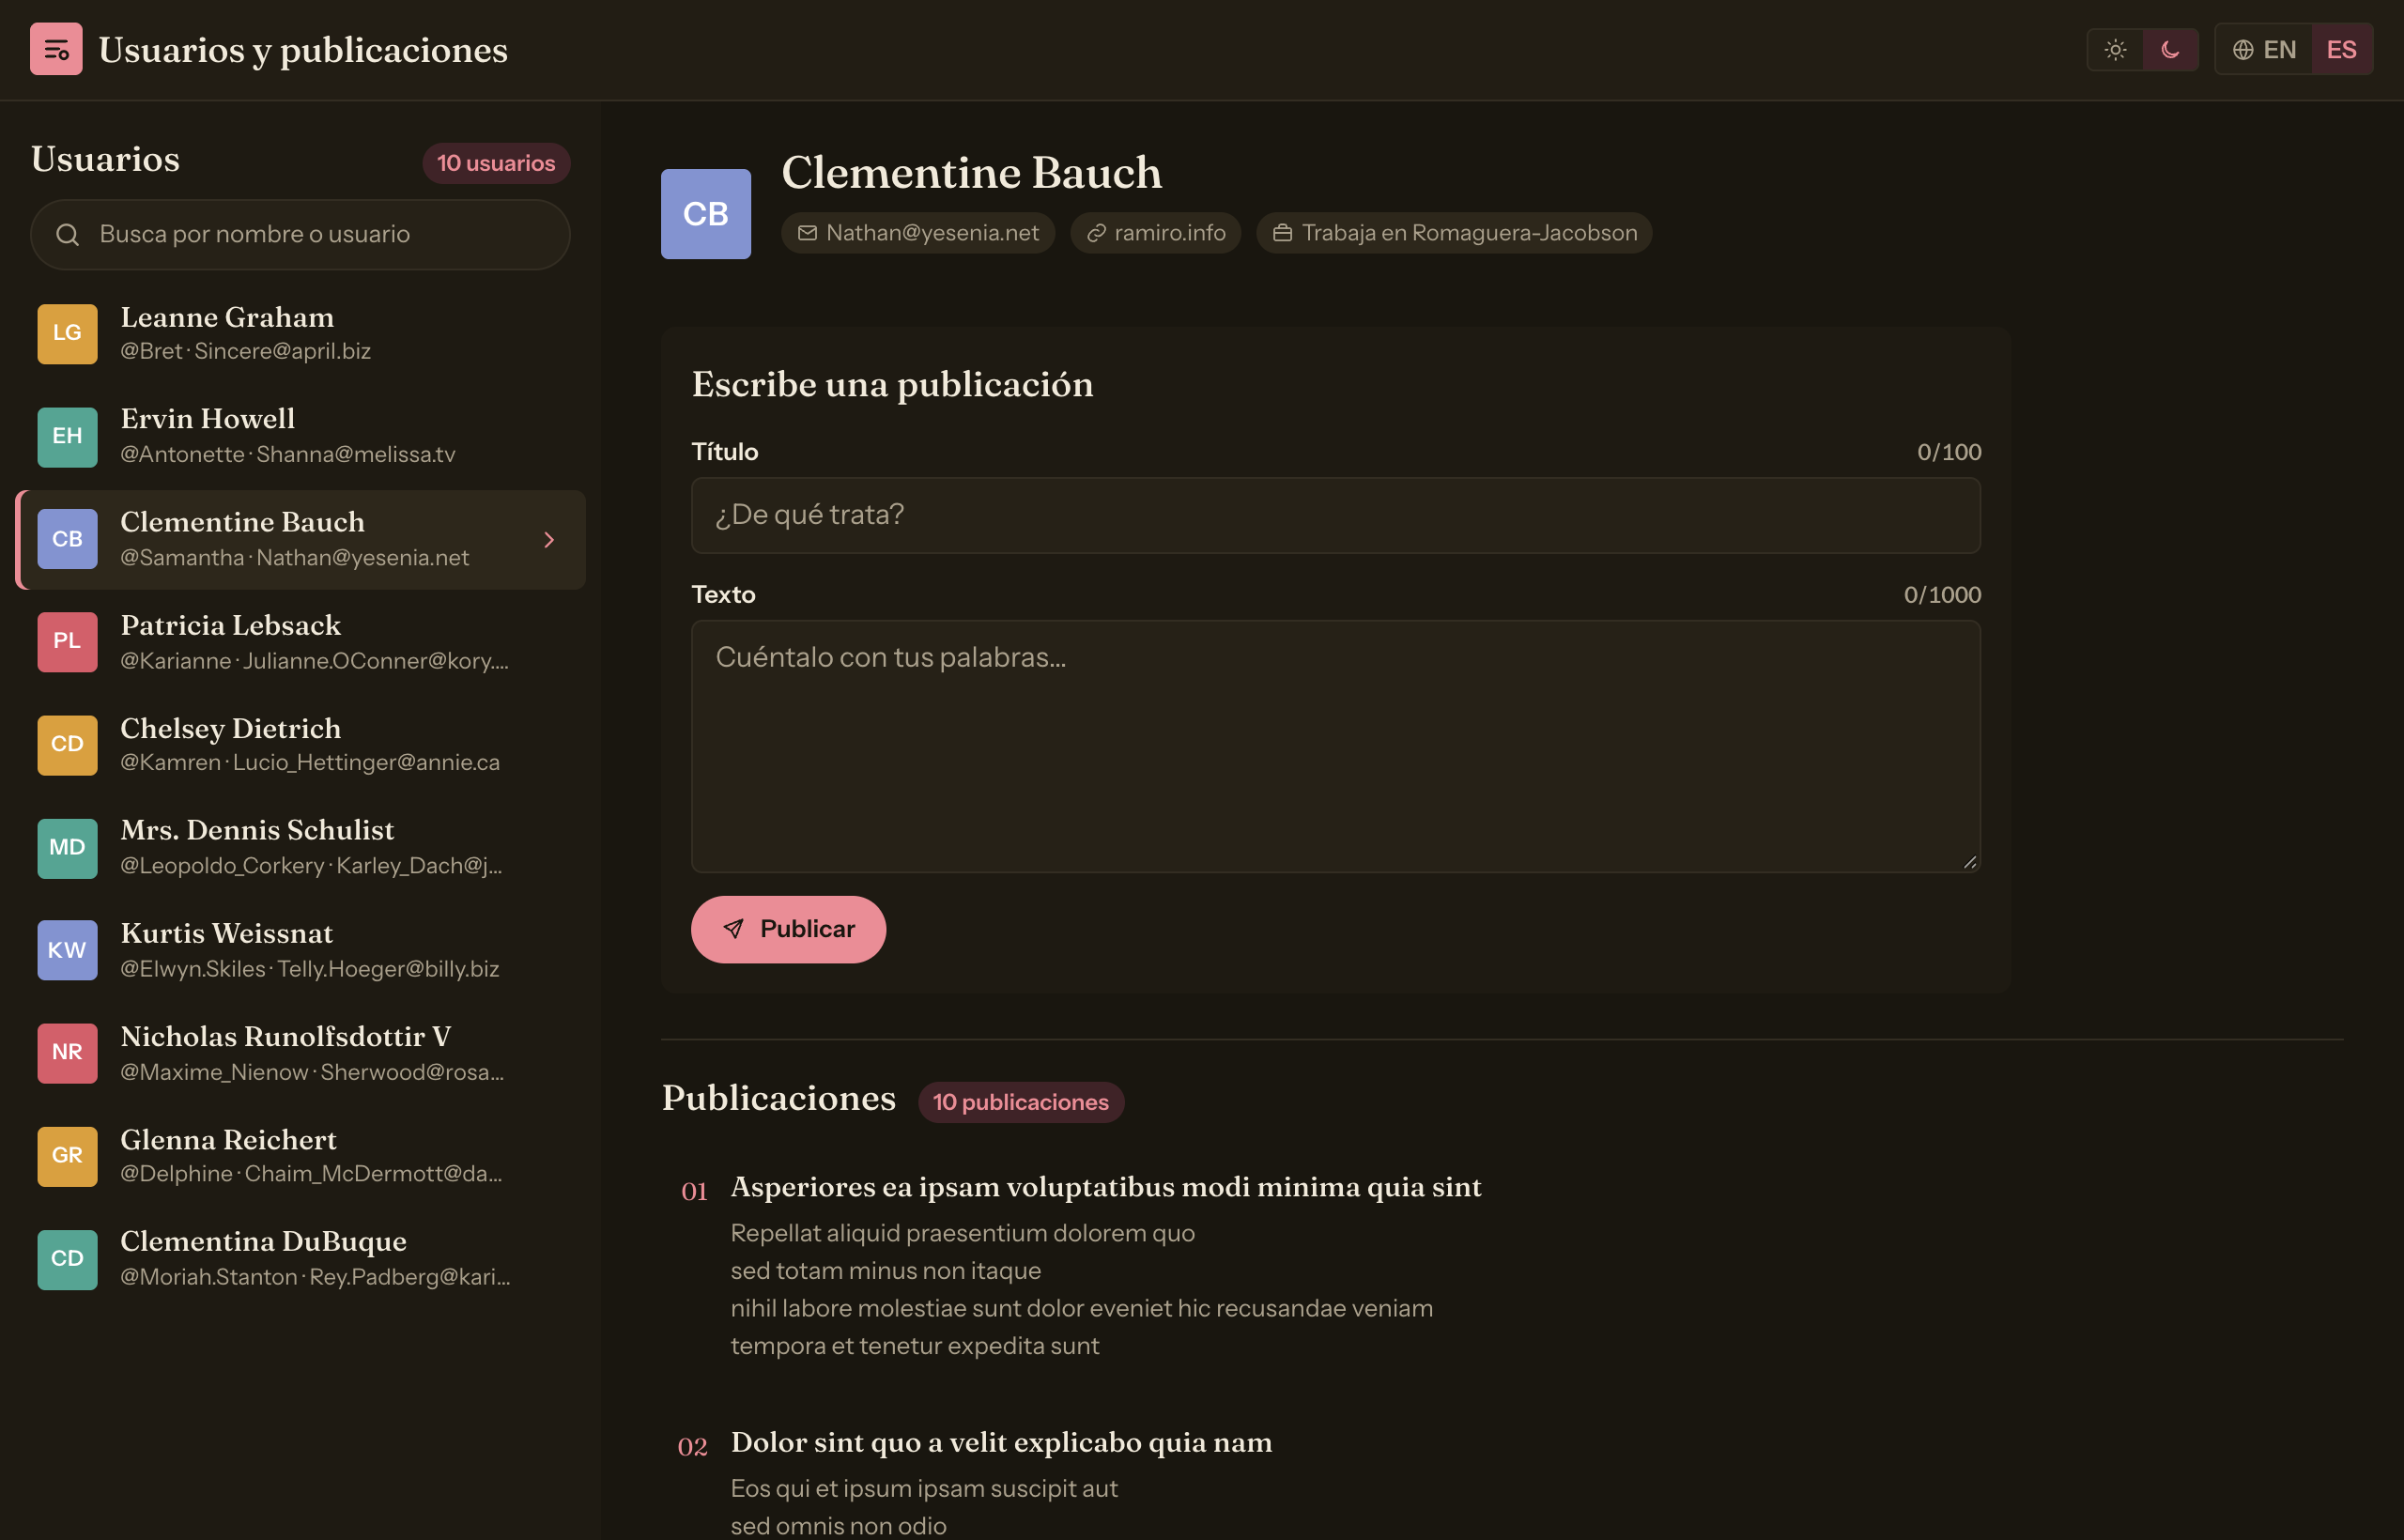 Usuarios y publicaciones
EN ES
Usuarios
10 usuarios
Busca por nombre o usuario
LG
Leanne Graham
@Bret · Sincere@april.biz
EH
Ervin Howell
@Antonette · Shanna@melissa.tv
CB
Clementine Bauch
@Samantha · Nathan@yesenia.net
PL
Patricia Lebsack
@Karianne · Julianne.OConner@kory....
CD
Chelsey Dietrich
@Kamren · Lucio_Hettinger@annie.ca
MD
Mrs. Dennis Schulist
@Leopoldo_Corkery · Karley_Dach@j...
KW
Kurtis Weissnat
@Elwyn.Skiles · Telly.Hoeger@billy.biz
NR
Nicholas Runolfsdottir V
@Maxime_Nienow · Sherwood@rosa...
GR
Glenna Reichert
@Delphine · Chaim_McDermott@da...
CD
Clementina DuBuque
@Moriah.Stanton · Rey.Padberg@kari...
CB
Clementine Bauch
Nathan@yesenia.net
ramiro.info
Trabaja en Romaguera-Jacobson
Escribe una publicación
Título
0/100
¿De qué trata?
Texto
0/1000
Cuéntalo con tus palabras...
Publicar
Publicaciones
10 publicaciones
01
Asperiores ea ipsam voluptatibus modi minima quia sint
Repellat aliquid praesentium dolorem quo
sed totam minus non itaque
nihil labore molestiae sunt dolor eveniet hic recusandae veniam
tempora et tenetur expedita sunt
02
Dolor sint quo a velit explicabo quia nam
Eos qui et ipsum ipsam suscipit aut
sed omnis non odio